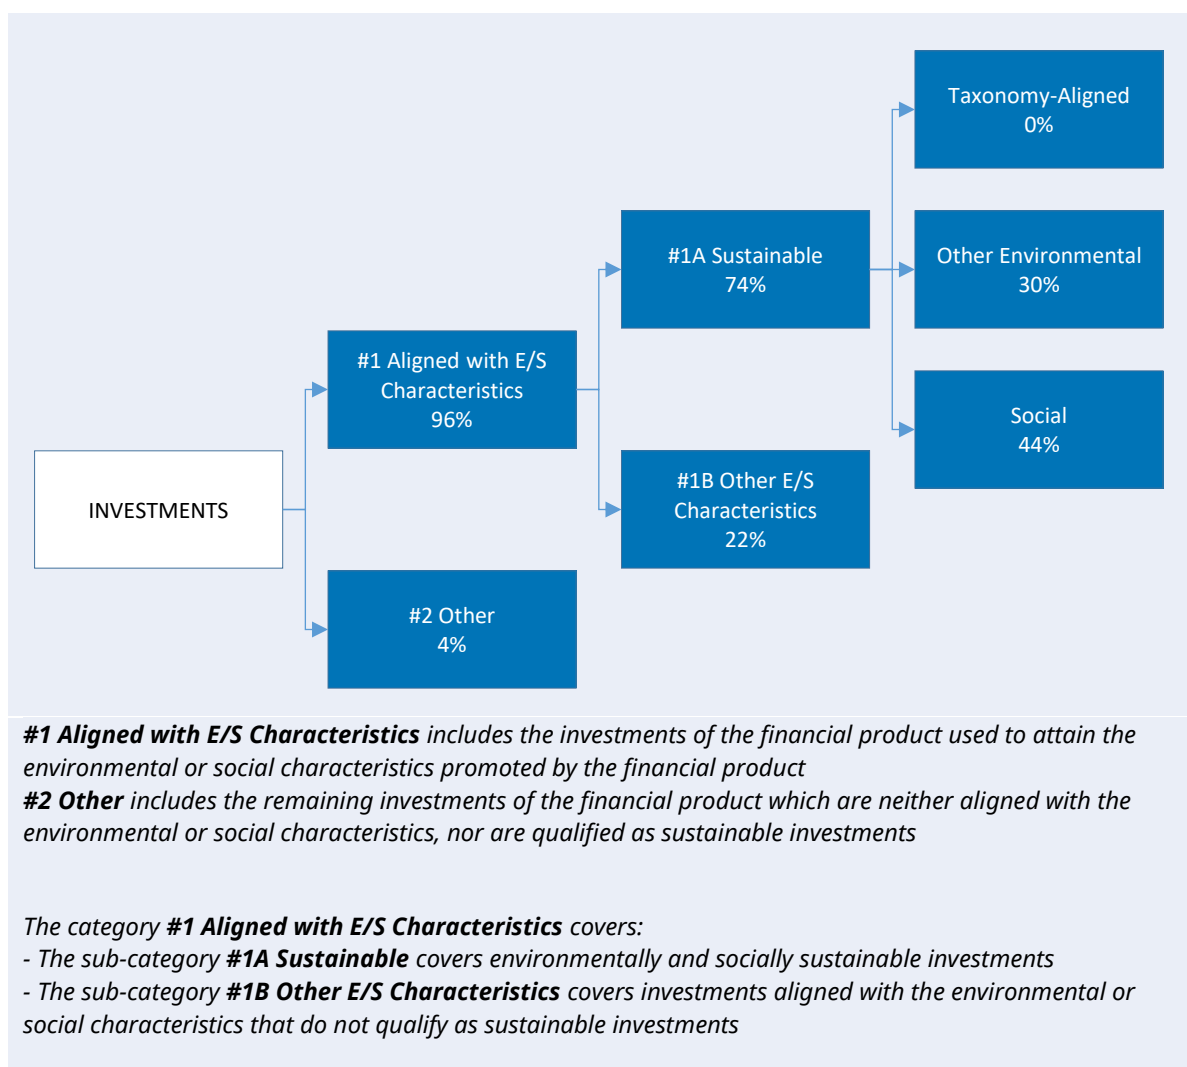 Taxonomy-Aligned
0%
#1A Sustainable
74%
Other Environmental
30%
#1 Aligned with E/S
Characteristics
96%
Social
44%
INVESTMENTS
#1B Other E/S
Characteristics
22%
#2 Other
4%
#1 Aligned with E/S Characteristics includes the investments of the financial product used to attain the
environmental or social characteristics promoted by the financial product
#2 Other includes the remaining investments of the financial product which are neither aligned with the
environmental or social characteristics, nor are qualified as sustainable investments
The category #1 Aligned with E/S Characteristics covers:
- The sub-category #1A Sustainable covers environmentally and socially sustainable investments
- The sub-category #1B Other E/S Characteristics covers investments aligned with the environmental or
social characteristics that do not qualify as sustainable investments